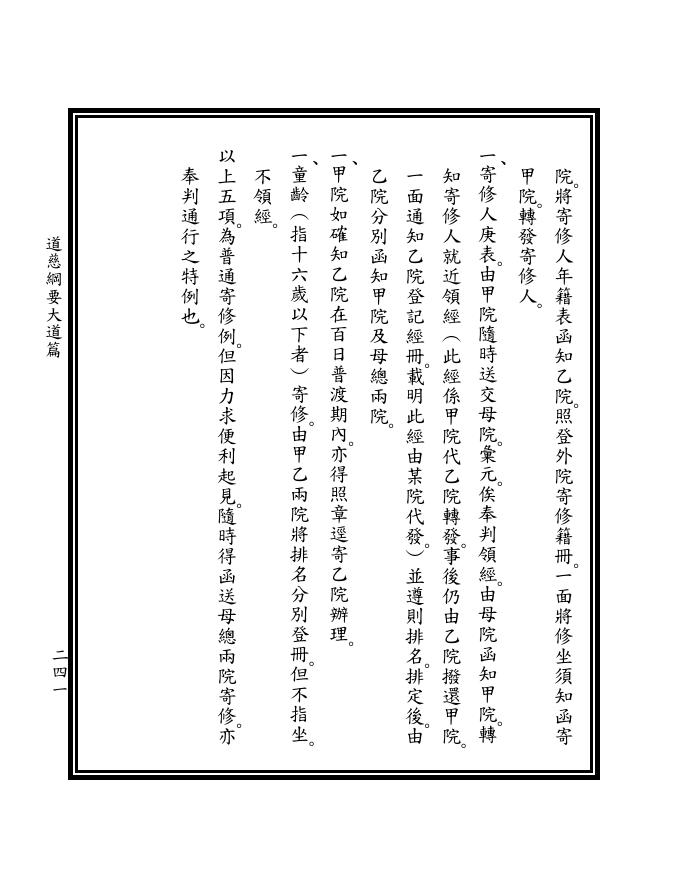 院。將寄修人年籍表函知乙院。照登外院寄修籍冊。一面將修坐須知函寄
甲院。轉發寄修人。
一、寄修人庚表。由甲院隨時送交母院。彙元。俟奉判領經。由母院函知甲院。轉
知寄修人就近領經（此經係甲院代乙院轉發。事後仍由乙院撥還甲院。
一面通知乙院登記經冊。載明此經由某院代發。）並遵則排名。排定後。由
乙院分別函知甲院及母總兩院。
一、甲院如確知乙院在百日普渡期內。亦得照章逕寄乙院辦理。
一、童齡（指十六歲以下者）寄修。由甲乙兩院將排名分別登冊。但不指坐。
不領經。
以上五項。為普通寄修例。但因力求便利起見。隨時得函送母總兩院寄修。亦
奉判通行之特例也。
道慈綱要大道篇
二四一